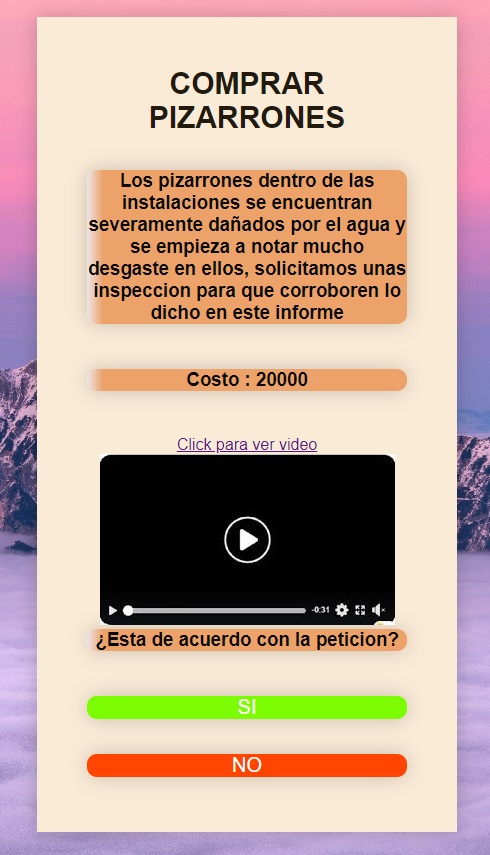 COMPRAR
PIZARRONES
Los pizarrones dentro de las
instalaciones se encuentran
severamente dañados por el agua y
se empieza a notar mucho
desgaste en ellos, solicitamos unas
inspeccion para que corroboren lo
dicho en este informe
Costo : 20000
Click para ver video
-0:31
¿Esta de acuerdo con la peticion?
SI
NO